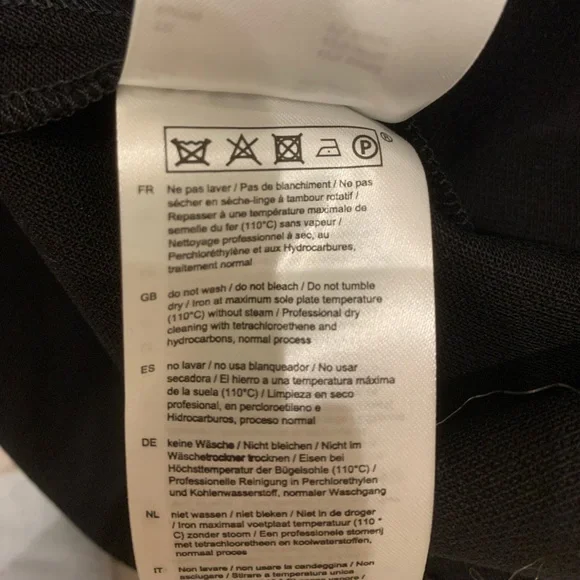 P
®
FR Ne pas laver / Pas de blanchiment / Ne pas
sécher en sèche-linge à tambour rotatif /
Repasser à une température maximale de
semelle du fer (110°C) sans vapeur /
Nettoyage professionnel à sec, au
Perchloréthylène et aux Hydrocarbures,
traitement normal
GB do not wash / do not bleach / Do not tumble
dry / Iron at maximum sole plate temperature
(110°C) without steam / Professional dry
cleaning with tetrachloroethene and
hydrocarbons, normal process
ES no lavar / no usa blanqueador / No usar
secadora / El hierro a una temperatura máxima
de la suela (110°C) / Limpieza en seco
profesional, en percloroetileno e
Hidrocarburos, proceso normal
DE keine Wäsche / Nicht bleichen / Nicht im
Wäschetrockner trocknen / Eisen bei
Höchsttemperatur der Bügelsohle (110°C) /
Professionelle Reinigung in Perchlorethylen
und Kohlenwasserstoff, normaler Waschgang
NL niet wassen / niet bleken / Niet in de droger
/ Iron maximaal voetplaat temperatuur (110 °
C) zonder stoom / Een professionele stomerij
met tetrachlooretheen en koolwaterstoffen,
normaal proces
IT Non lavare / non usare la candeggina / Non
asciugare / Stirare a temperatura unica